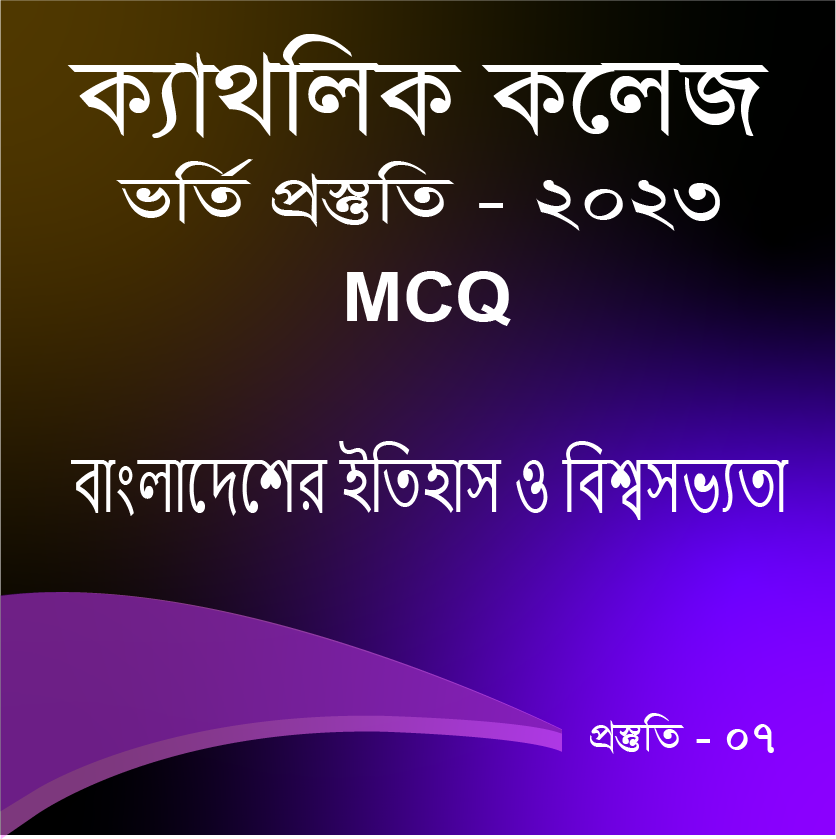 ক্যাথলিক কলেজ
ভর্তি প্রস্তুতি - ২০২৩
MCQ
বাংলাদেশের ইতিহাস ও বিশ্বসভ্যতা
প্রস্তুতি - ০৭